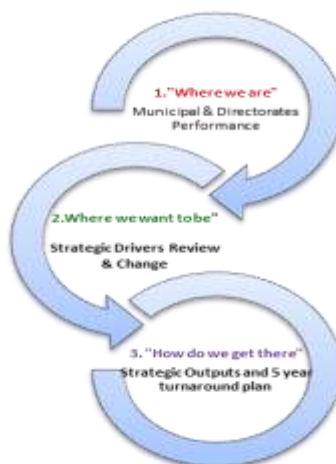 1."Where we are"
Municipal & Directorates
Performance
2.Where we want to be"
Strategic Drivers Review
& Change
3. "How do we get there"
Strategic Outputs and 5 year
turnaround plan